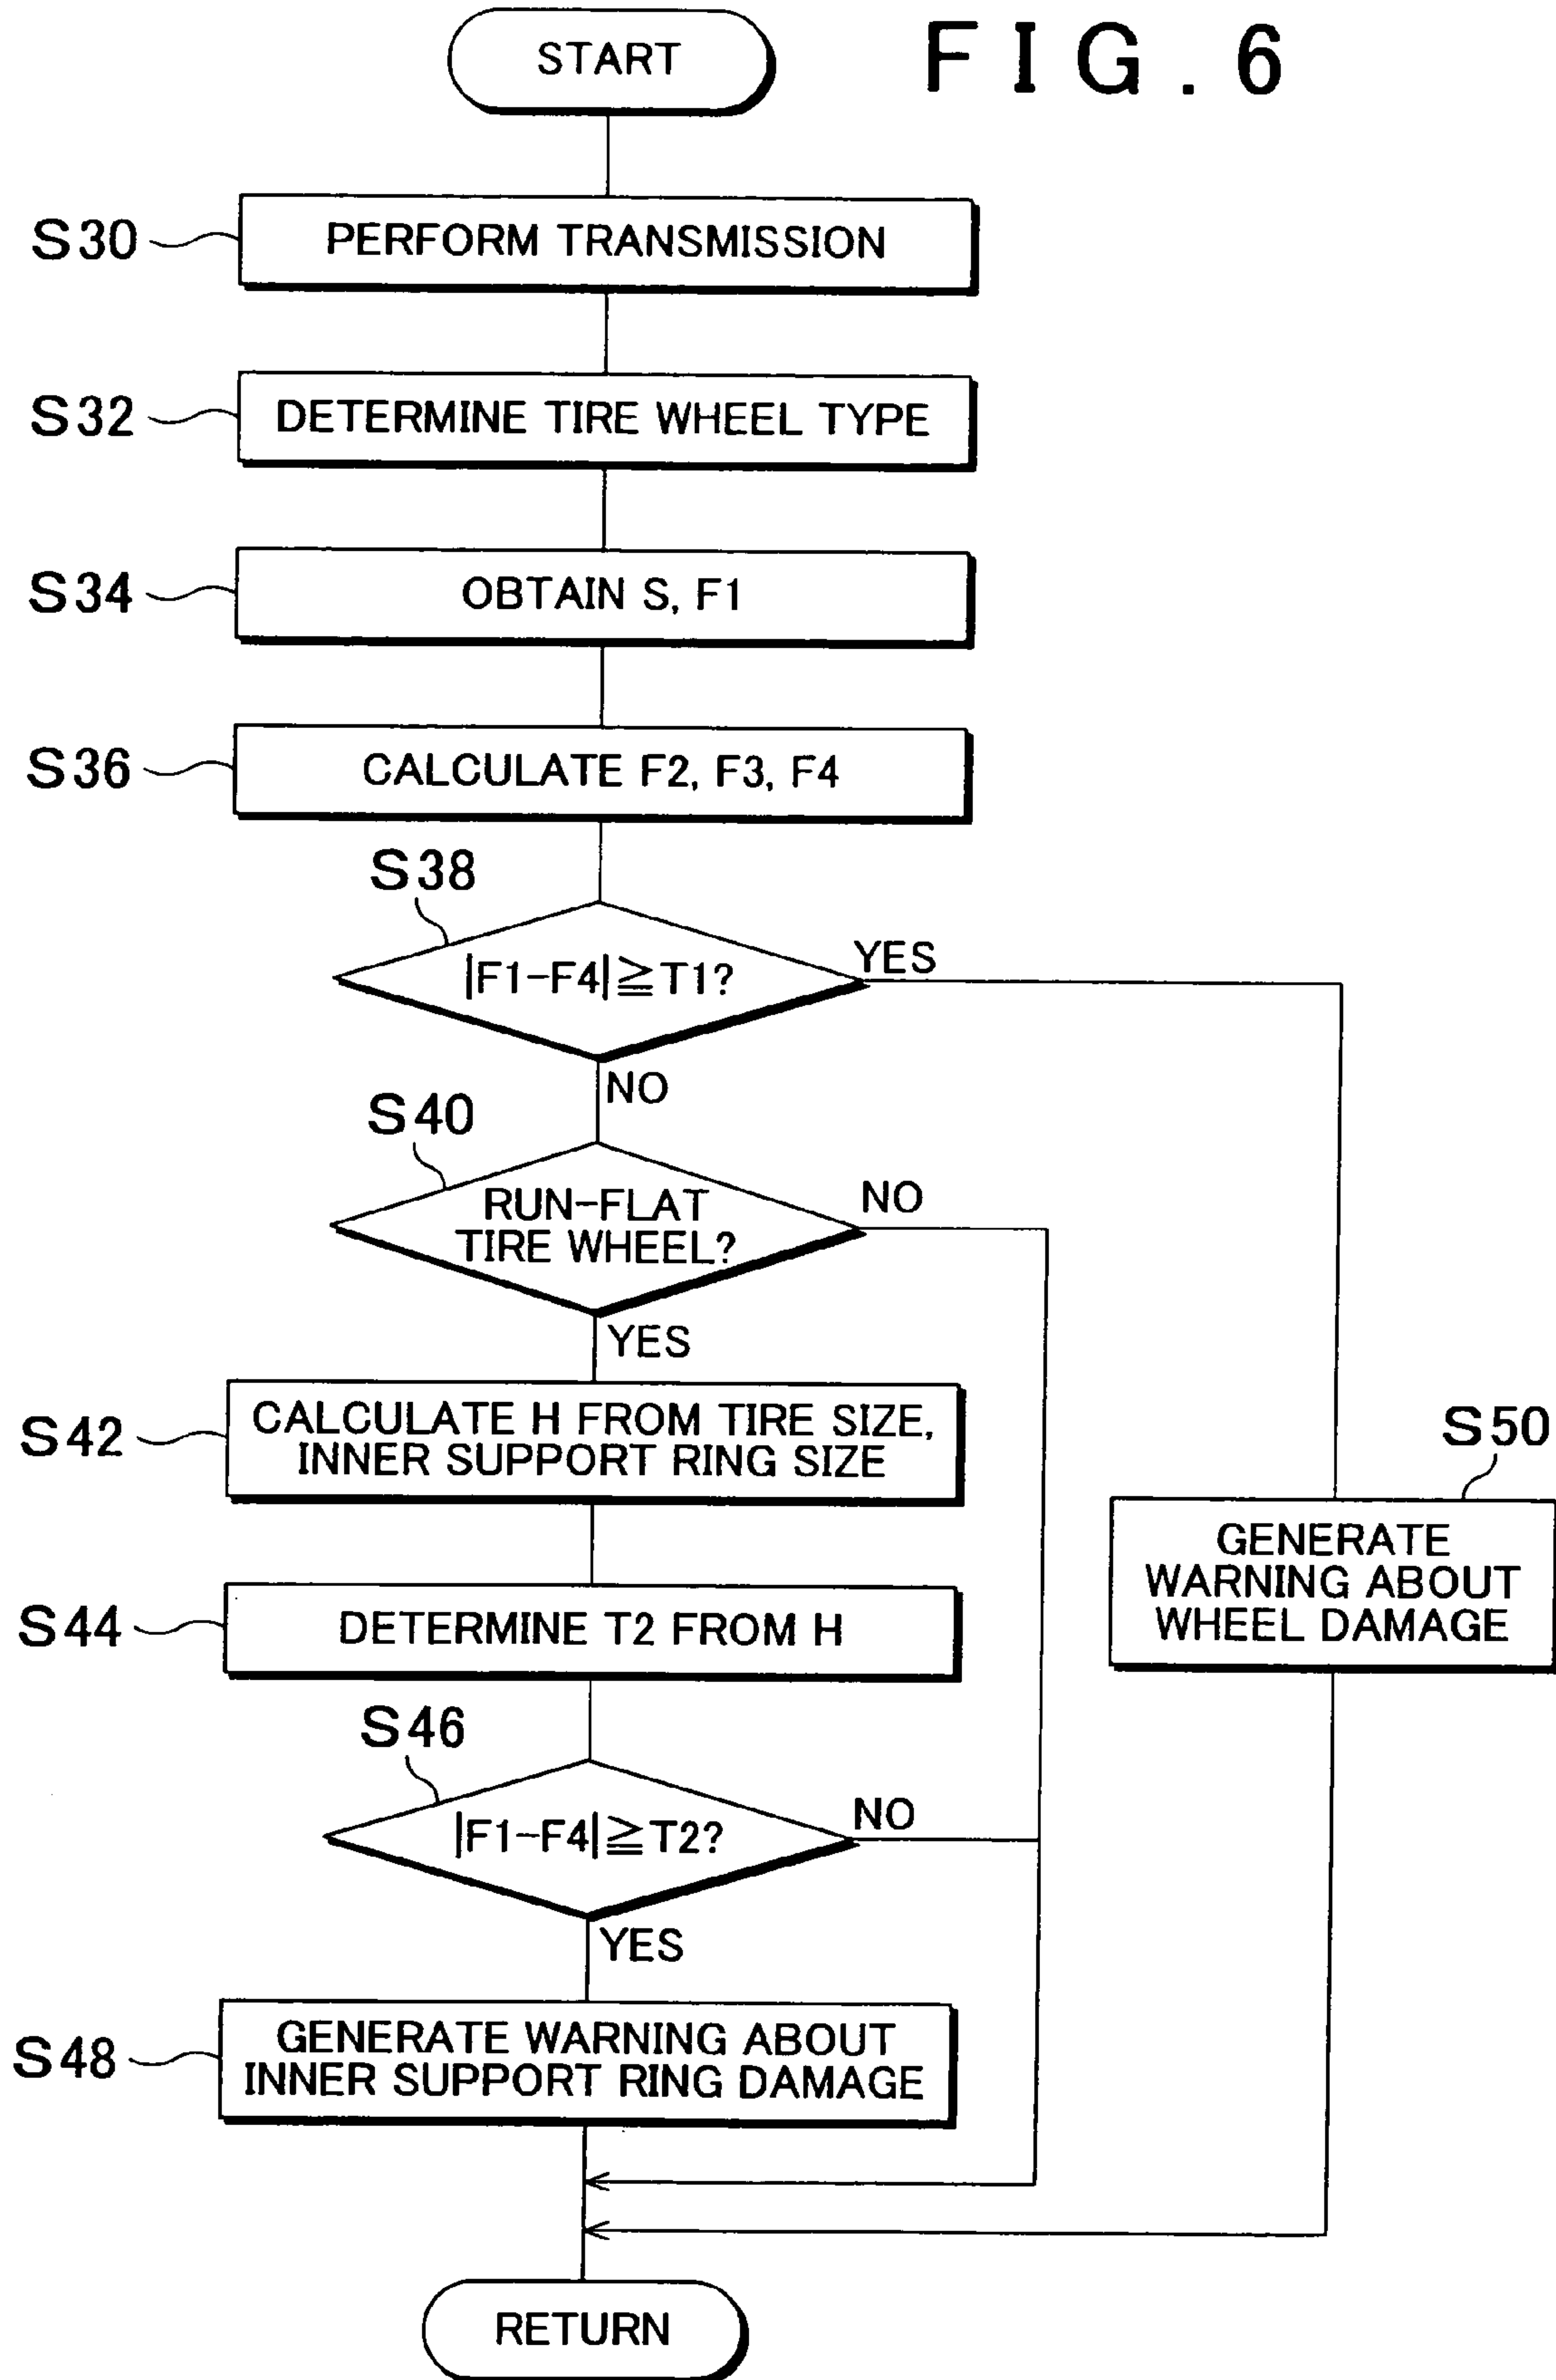 START
FIG.6
S30
PERFORM TRANSMISSION
S32
DETERMINE TIRE WHEEL TYPE
S34
OBTAIN S, F1
S36
CALCULATE F2, F3, F4
S38
|F1-F4|≧T1?
YES
NO
S40
RUN-FLAT
TIRE WHEEL?
NO
YES
S42
CALCULATE H FROM TIRE SIZE,
INNER SUPPORT RING SIZE
S50
GENERATE
WARNING ABOUT
WHEEL DAMAGE
S44
DETERMINE T2 FROM H
S46
|F1-F4|≧T2?
NO
YES
S48
GENERATE WARNING ABOUT
INNER SUPPORT RING DAMAGE
RETURN